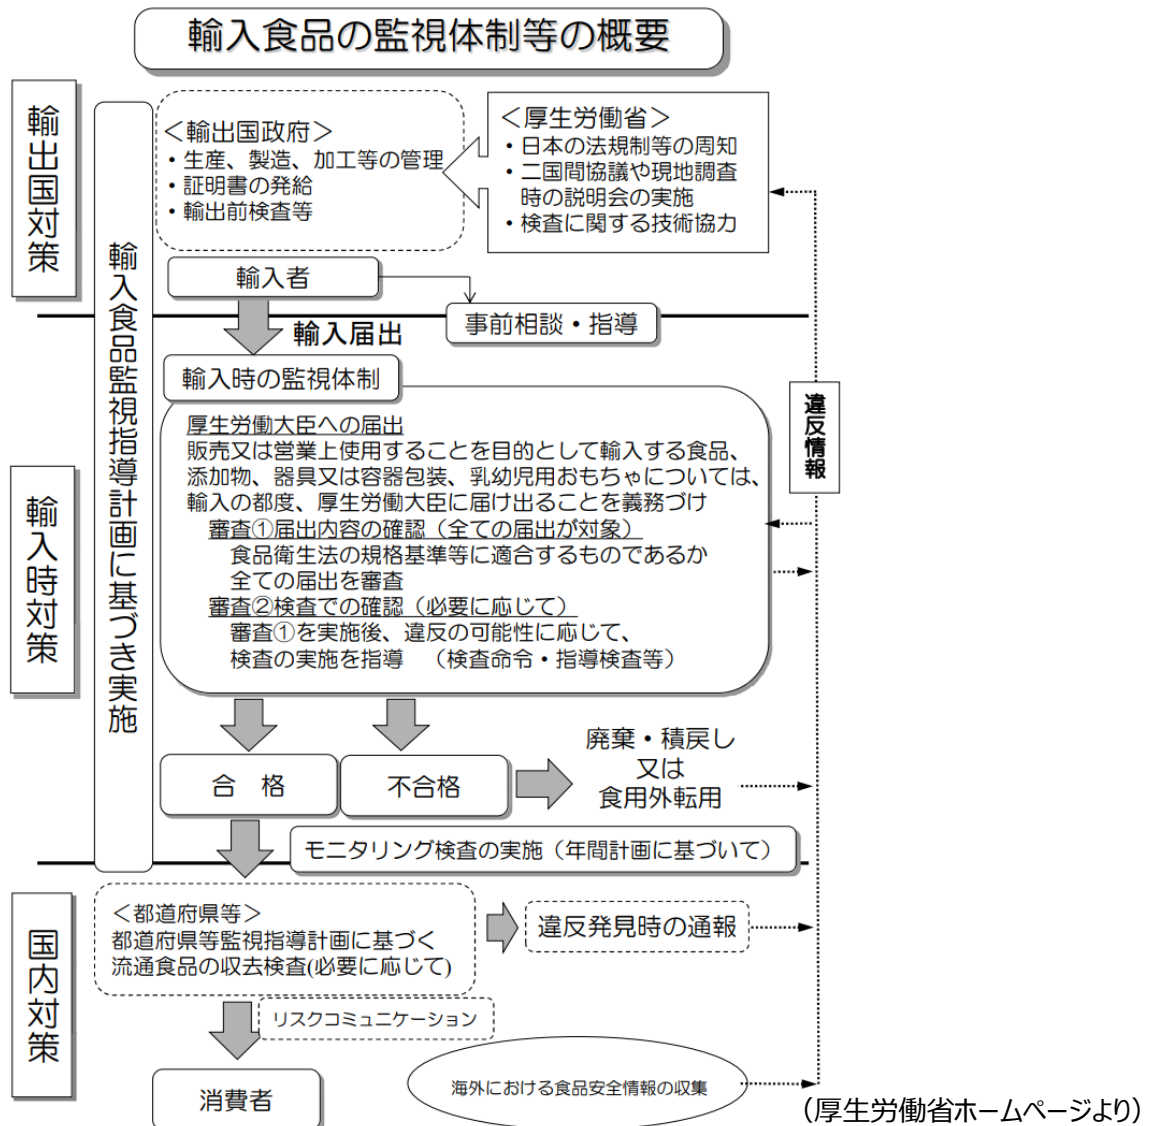 輸入食品の監視体制等の概要
輸出国対策
輸入食品監視指導計画に基づき実施
＜輸出国政府＞
・生産、製造、加工等の管理
・証明書の発給
・輸出前検査等
＜厚生労働省＞
・日本の法規制等の周知
・二国間協議や現地調査
時の説明会の実施
・検査に関する技術協力
輸入者
事前相談・指導
輸入届出
輸入時対策
輸入時の監視体制
厚生労働大臣への届出
販売又は営業上使用することを目的として輸入する食品、
添加物、器具又は容器包装、乳幼児用おもちゃについては、
輸入の都度、厚生労働大臣に届け出ることを義務づけ
審査①届出内容の確認（全ての届出が対象）
食品衛生法の規格基準等に適合するものであるか
全ての届出を審査
審査②検査での確認（必要に応じて）
審査①を実施後、違反の可能性に応じて、
検査の実施を指導　（検査命令・指導検査等）
違反情報
合　格
不合格
廃棄・積戻し
又は
食用外転用
モニタリング検査の実施（年間計画に基づいて）
国内対策
＜都道府県等＞
都道府県等監視指導計画に基づく
流通食品の収去検査(必要に応じて)
違反発見時の通報
リスクコミュニケーション
消費者
海外における食品安全情報の収集
（厚生労働省ホームページより）